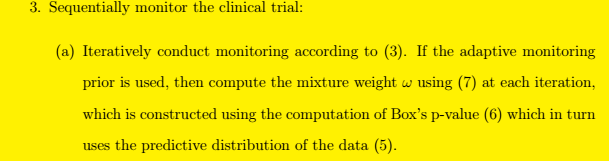 3. Sequentially monitor the clinical trial:
(a) Iteratively conduct monitoring according to (3). If the adaptive monitoring
prior is used, then compute the mixture weight ω using (7) at each iteration,
which is constructed using the computation of Box's p-value (6) which in turn
uses the predictive distribution of the data (5).